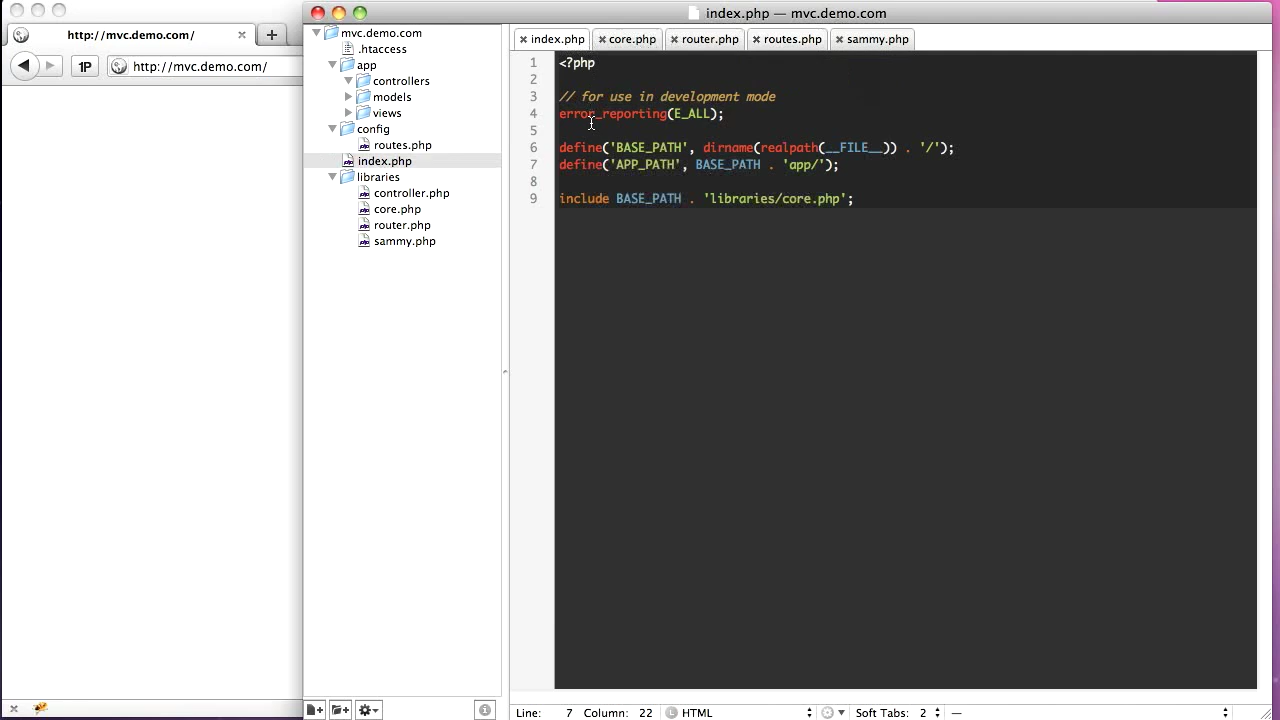 http://mvc.demo.com/
1P
http://mvc.demo.com/
index.php — mvc.demo.com
mvc.demo.com
.htaccess
app
controllers
models
views
config
routes.php
index.php
libraries
controller.php
core.php
router.php
sammy.php
index.php core.php router.php routes.php sammy.php
1 <?php
2
3 // for use in development mode
4 error_reporting(E_ALL);
5
6 define('BASE_PATH', dirname(realpath(__FILE__)) . '/');
7 define('APP_PATH', BASE_PATH . 'app/');
8
9 include BASE_PATH . 'libraries/core.php';
Line: 7 Column: 22 L HTML Soft Tabs: 2 —